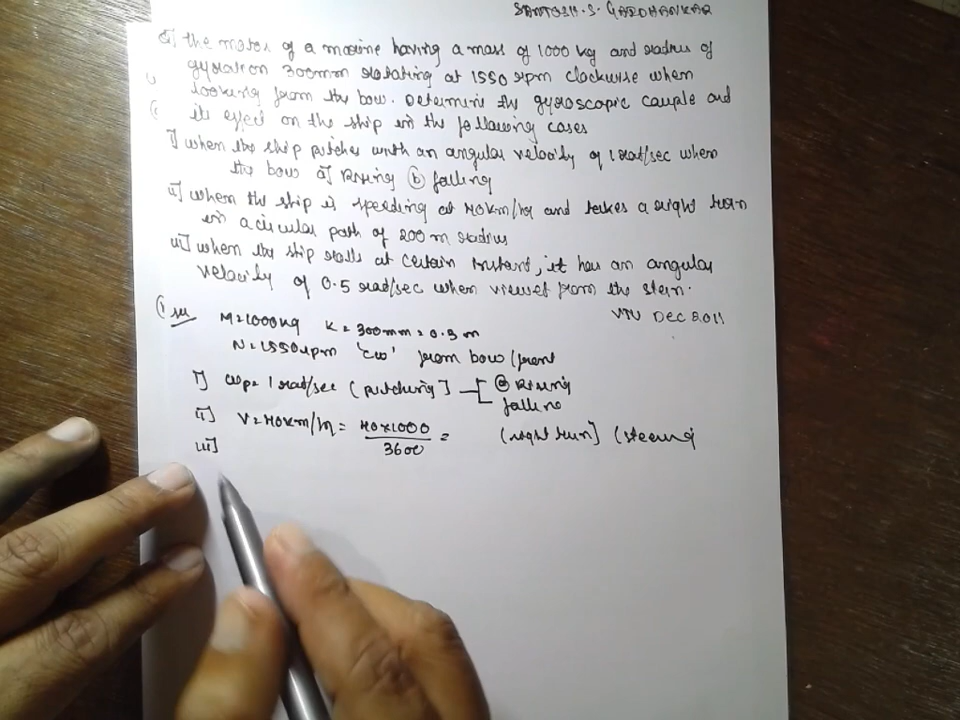 SANTOSH.S. GARDHANKAR
Q] The motor of a marine having a mass of 1000 kg and radius of
gyration 300mm rotating at 1550 rpm clockwise when
looking from the bow. Determine the gyroscopic couple and
its effect on the ship in the following cases
i] when the ship pitches with an angular velocity of 1 rad/sec when
the bow a] Rising (b) falling
ii] when the ship is speeding at 40km/hr and takes a right turn
in a circular path of 200 m radius
iii] when the ship rolls at certain instant, it has an angular
velocity of 0.5 rad/sec when viewed from the stern.
VTU DEC 2011
M=1000kg K = 300mm = 0.3 m
N=1550rpm 'cw' from bow/front
i] ωp= 1 rad/sec (pitching] (a) Rising
falling
ii] V=40km/hr = 40x1000/3600 = (right turn] (steering
iii]